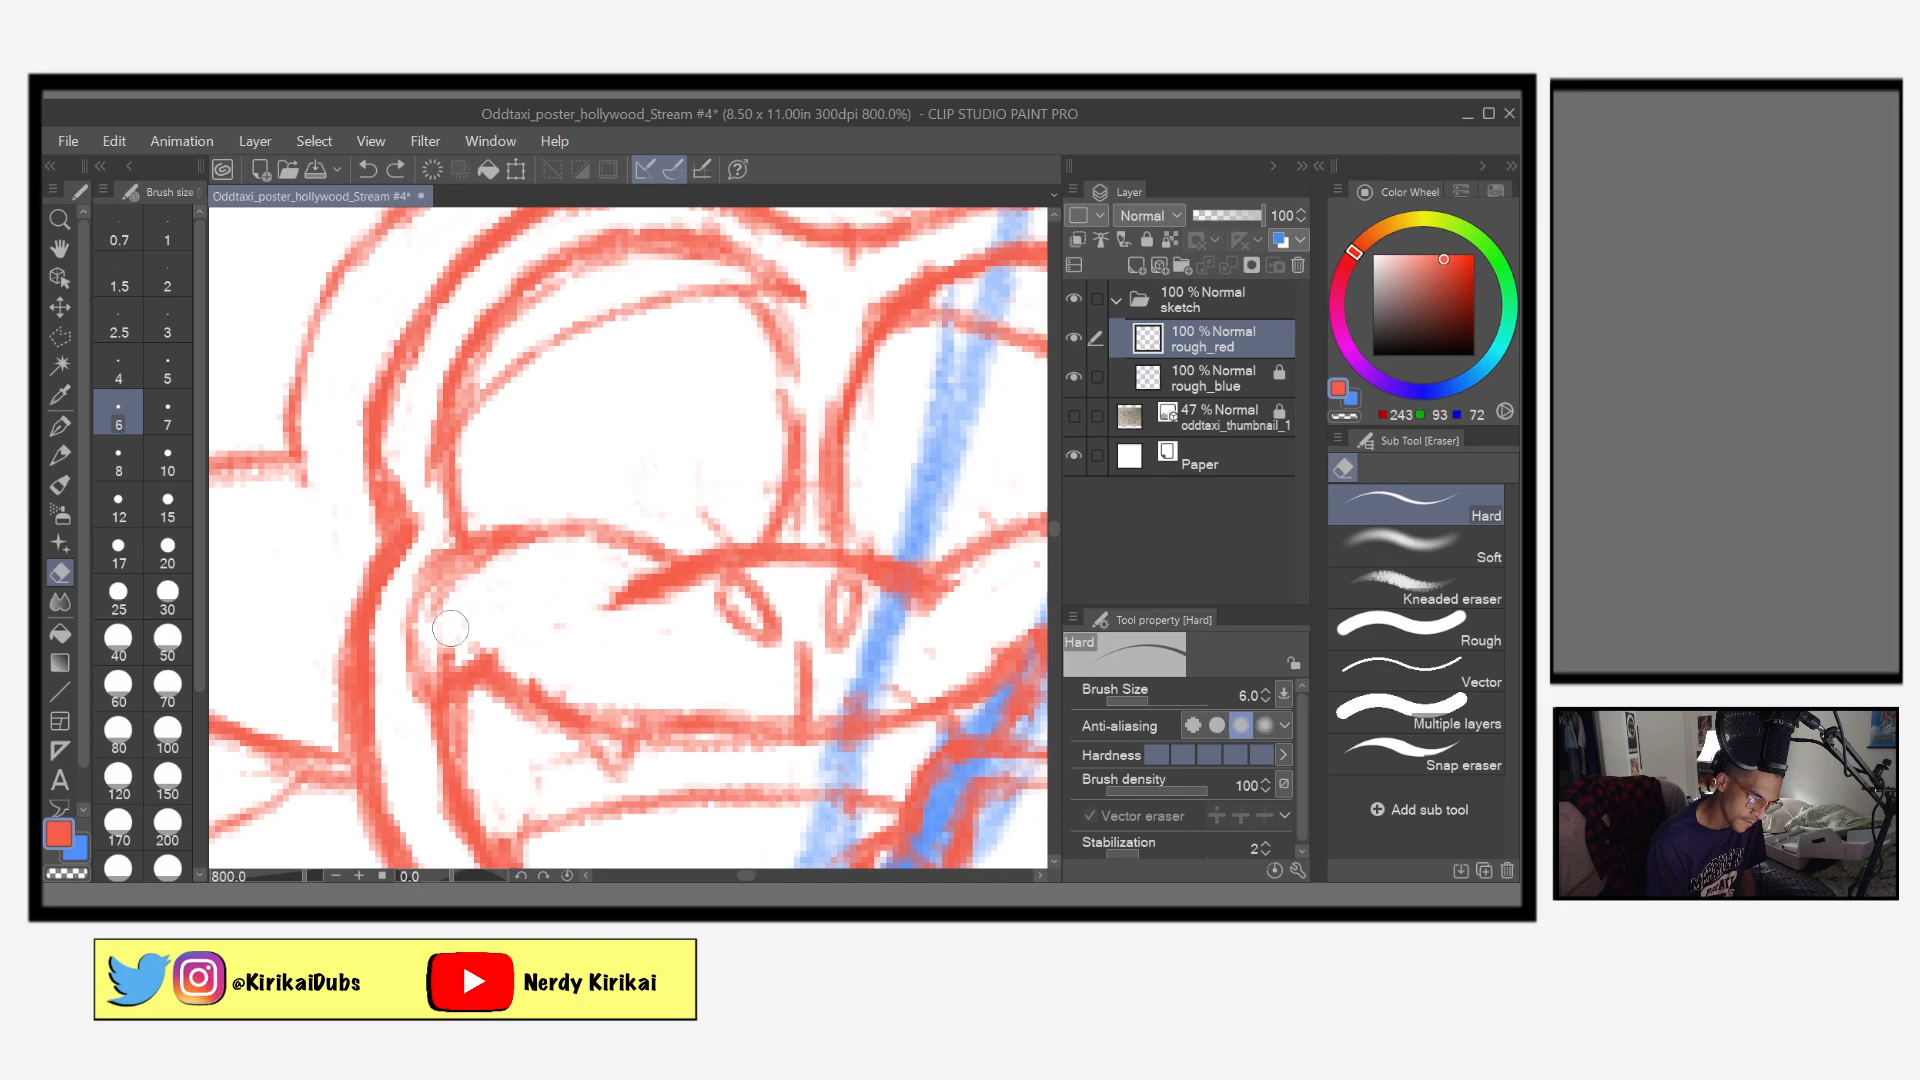 Oddtaxi_poster_hollywood_Stream #4* (8.50 x 11.00in 300dpi 800.0%) - CLIP STUDIO PAINT PRO
File Edit Animation Layer Select View Filter Window Help
Brush size
Oddtaxi_poster_hollywood_Stream #4*
0.7 1
1.5 2
2.5 3
4 5
6 7
8 10
12 15
17 20
25 30
40 50
60 70
80 100
120 150
170 200
800.0 0.0
Layer
Normal 100
100 % Normal
sketch
100 % Normal
rough_red
100 % Normal
rough_blue
47 % Normal
oddtaxi_thumbnail_1
Paper
Tool property [Hard]
Hard
Brush Size 6.0
Anti-aliasing
Hardness
Brush density 100
Vector eraser
Stabilization 2
Color Wheel
243 93 72
Sub Tool [Eraser]
Hard
Soft
Kneaded eraser
Rough
Vector
Multiple layers
Snap eraser
Add sub tool
@KirikaiDubs Nerdy Kirikai